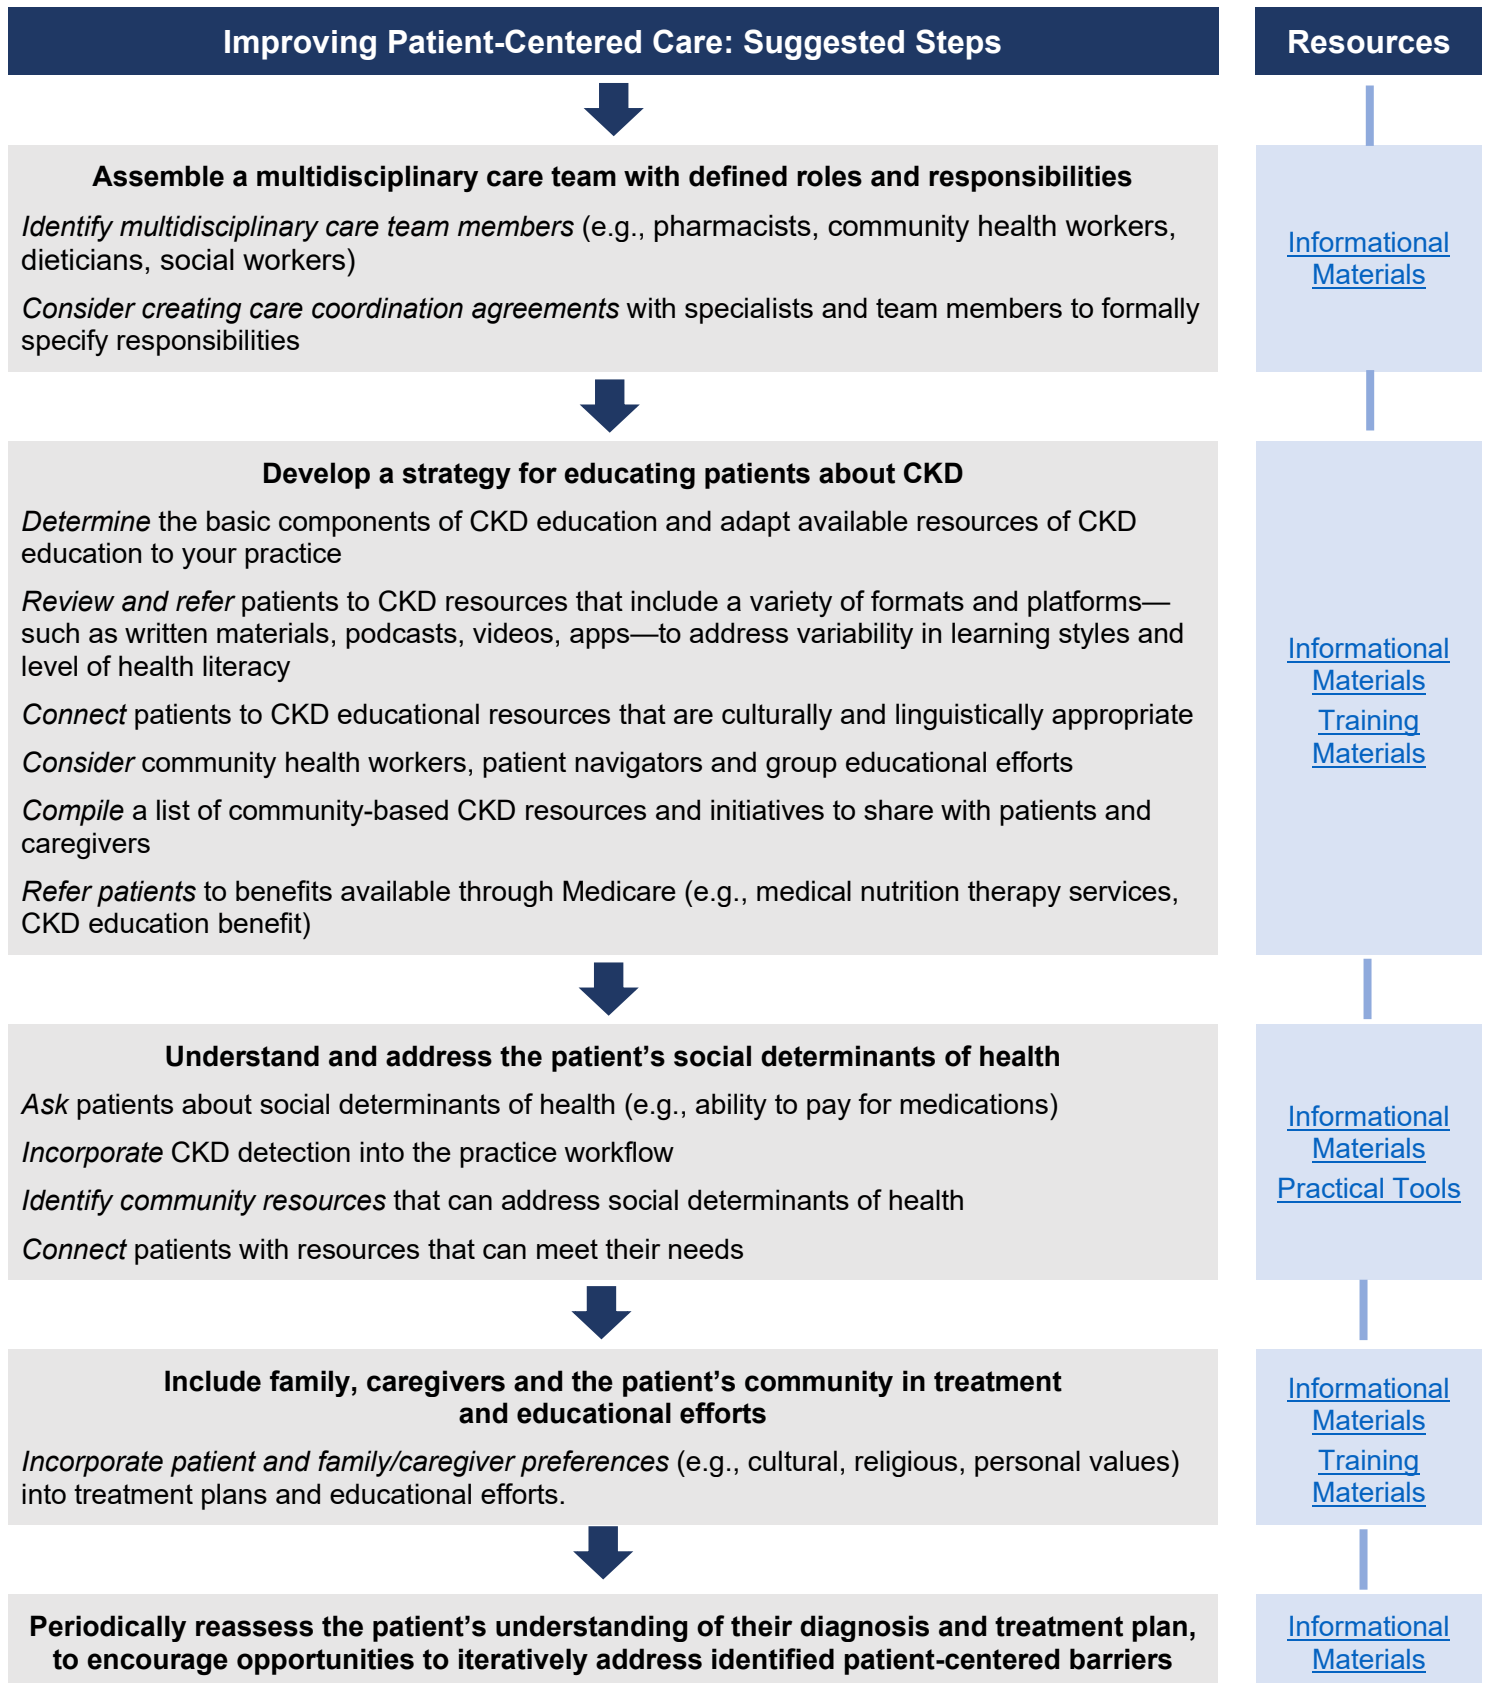 Improving Patient-Centered Care: Suggested Steps
Resources
Assemble a multidisciplinary care team with defined roles and responsibilities
Identify multidisciplinary care team members (e.g., pharmacists, community health workers,
dieticians, social workers)
Consider creating care coordination agreements with specialists and team members to formally
specify responsibilities
Informational
Materials
Develop a strategy for educating patients about CKD
Determine the basic components of CKD education and adapt available resources of CKD
education to your practice
Review and refer patients to CKD resources that include a variety of formats and platforms—
such as written materials, podcasts, videos, apps—to address variability in learning styles and
level of health literacy
Connect patients to CKD educational resources that are culturally and linguistically appropriate
Consider community health workers, patient navigators and group educational efforts
Compile a list of community-based CKD resources and initiatives to share with patients and
caregivers
Refer patients to benefits available through Medicare (e.g., medical nutrition therapy services,
CKD education benefit)
Informational
Materials
Training
Materials
Understand and address the patient’s social determinants of health
Ask patients about social determinants of health (e.g., ability to pay for medications)
Incorporate CKD detection into the practice workflow
Identify community resources that can address social determinants of health
Connect patients with resources that can meet their needs
Informational
Materials
Practical Tools
Include family, caregivers and the patient’s community in treatment
and educational efforts
Incorporate patient and family/caregiver preferences (e.g., cultural, religious, personal values)
into treatment plans and educational efforts.
Informational
Materials
Training
Materials
Periodically reassess the patient’s understanding of their diagnosis and treatment plan,
to encourage opportunities to iteratively address identified patient-centered barriers
Informational
Materials